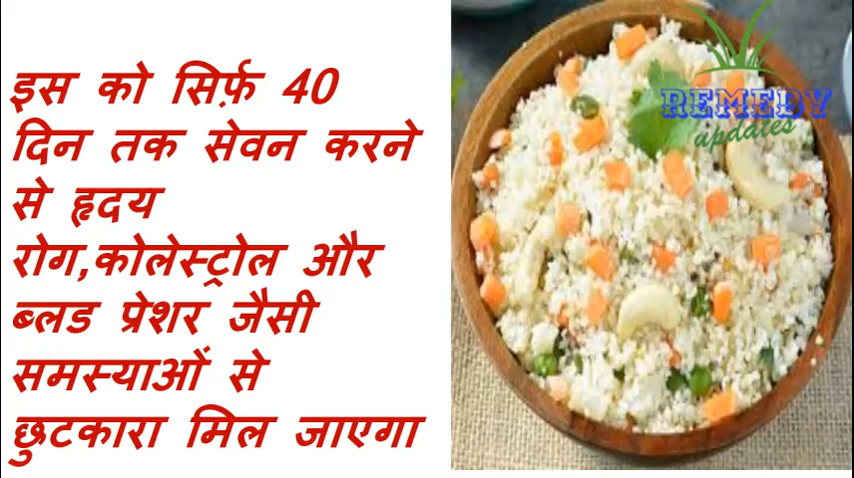 इस को सिर्फ़ 40
दिन तक सेवन करने
से हृदय
रोग,कोलेस्ट्रोल और
ब्लड प्रेशर जैसी
समस्याओं से
छुटकारा मिल जाएगा
REMEDY
updates